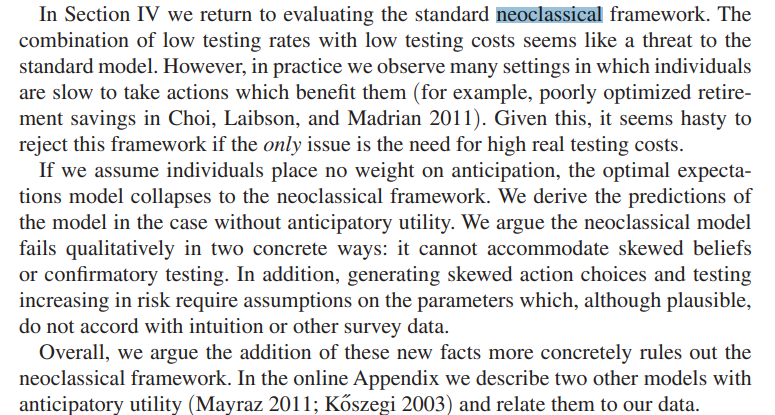 In Section IV we return to evaluating the standard neoclassical framework. The
combination of low testing rates with low testing costs seems like a threat to the
standard model. However, in practice we observe many settings in which individuals
are slow to take actions which benefit them (for example, poorly optimized retire-
ment savings in Choi, Laibson, and Madrian 2011). Given this, it seems hasty to
reject this framework if the only issue is the need for high real testing costs.
If we assume individuals place no weight on anticipation, the optimal expecta-
tions model collapses to the neoclassical framework. We derive the predictions of
the model in the case without anticipatory utility. We argue the neoclassical model
fails qualitatively in two concrete ways: it cannot accommodate skewed beliefs
or confirmatory testing. In addition, generating skewed action choices and testing
increasing in risk require assumptions on the parameters which, although plausible,
do not accord with intuition or other survey data.
Overall, we argue the addition of these new facts more concretely rules out the
neoclassical framework. In the online Appendix we describe two other models with
anticipatory utility (Mayraz 2011; Kőszegi 2003) and relate them to our data.